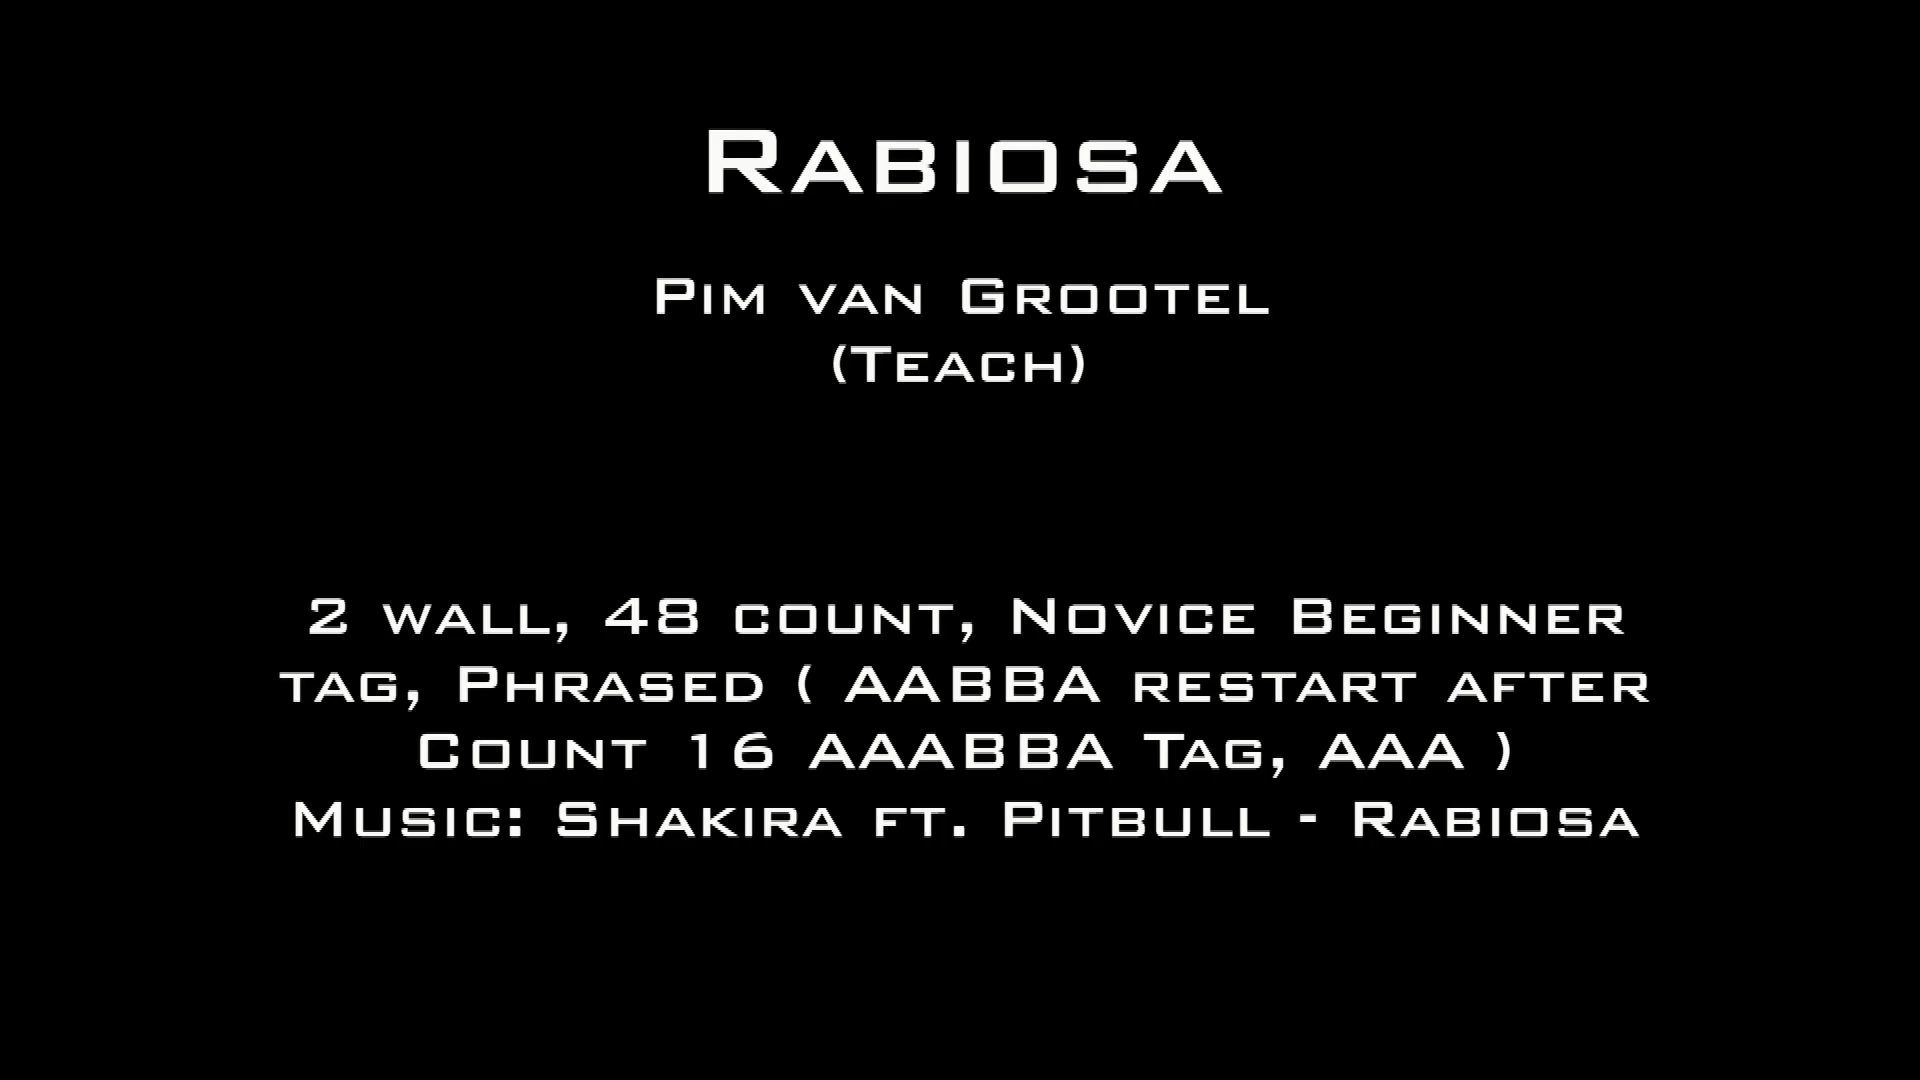 Rabiosa
Pim van Grootel
(Teach)
2 wall, 48 count, Novice Beginner
tag, Phrased ( AABBA restart after
Count 16 AAABBA Tag, AAA )
Music: Shakira ft. Pitbull - Rabiosa